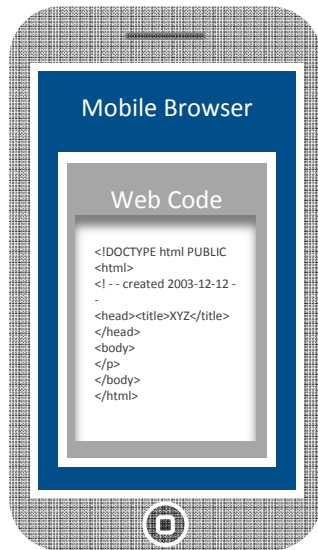 Mobile Browser
Web Code
<!DOCTYPE html PUBLIC
<html>
<! - - created 2003-12-12 -
-
<head><title>XYZ</title>
</head>
<body>
</p>
</body>
</html>